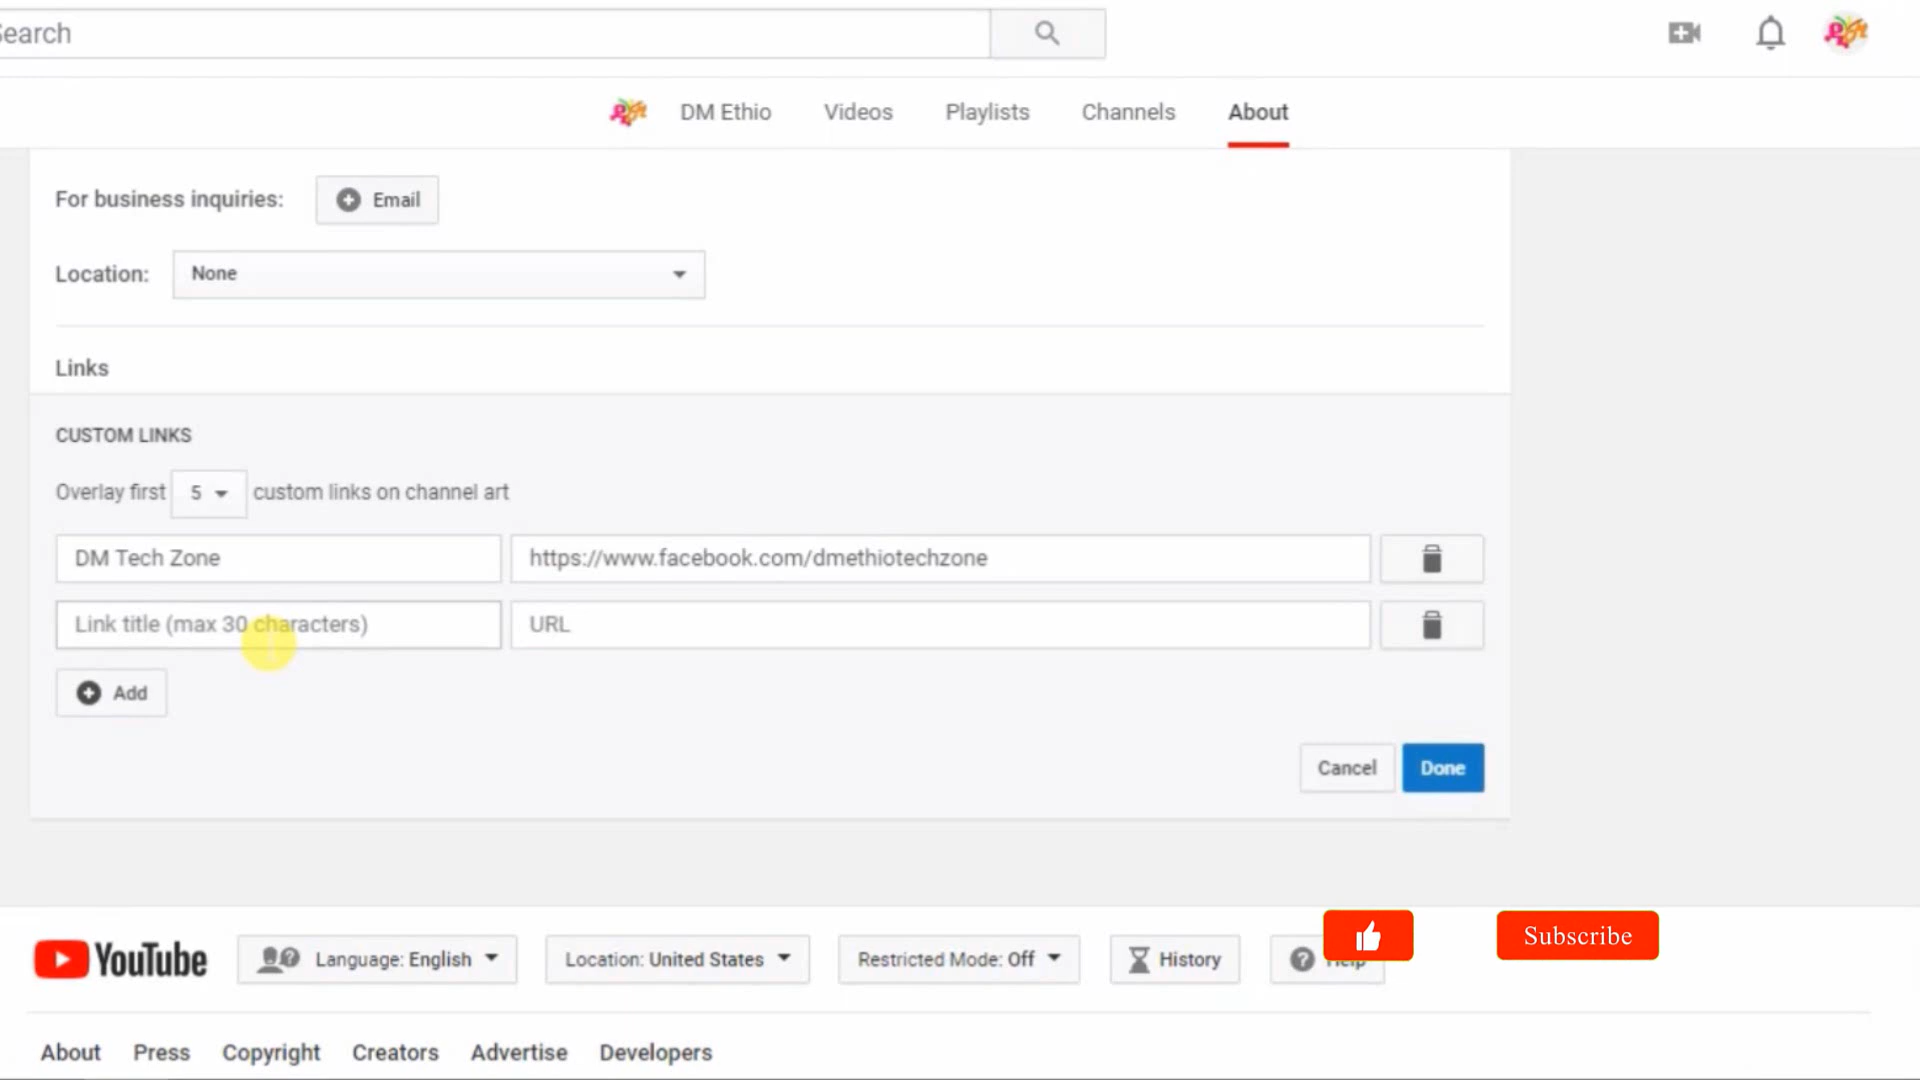 Search
DM Ethio Videos Playlists Channels About
For business inquiries: Email
Location: None
Links
CUSTOM LINKS
Overlay first 5 custom links on channel art
DM Tech Zone https://www.facebook.com/dmethiotechzone
Link title (max 30 characters) URL
Add
Cancel Done
YouTube Language: English Location: United States Restricted Mode: Off History Help Subscribe
About Press Copyright Creators Advertise Developers